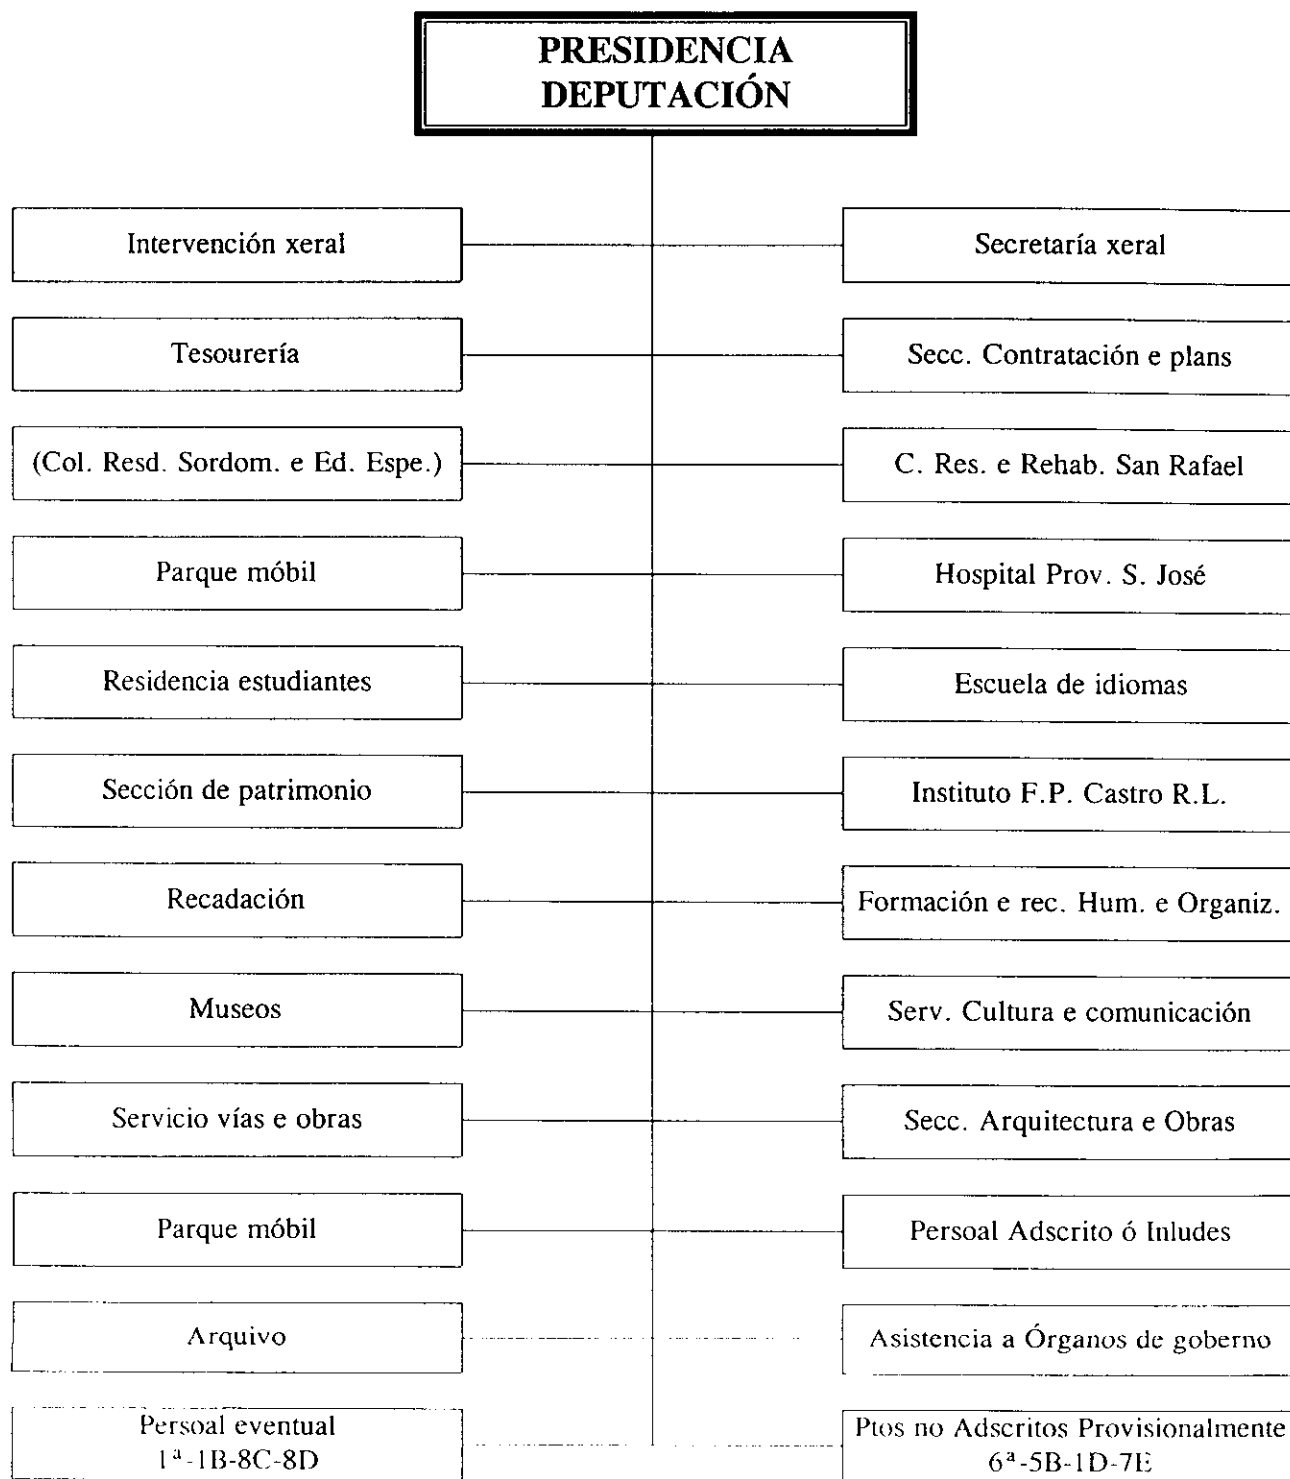 PRESIDENCIA
DEPUTACIÓN
Intervención xeral
Secretaría xeral
Tesourería
Secc. Contratación e plans
(Col. Resd. Sordom. e Ed. Espe.)
C. Res. e Rehab. San Rafael
Parque móbil
Hospital Prov. S. José
Residencia estudiantes
Escuela de idiomas
Sección de patrimonio
Instituto F.P. Castro R.L.
Recadación
Formación e rec. Hum. e Organiz.
Museos
Serv. Cultura e comunicación
Servicio vías e obras
Secc. Arquitectura e Obras
Parque móbil
Persoal Adscrito ó Inludes
Arquivo
Asistencia a Órganos de goberno
Persoal eventual
1ª-1B-8C-8D
Ptos no Adscritos Provisionalmente
6ª-5B-1D-7E